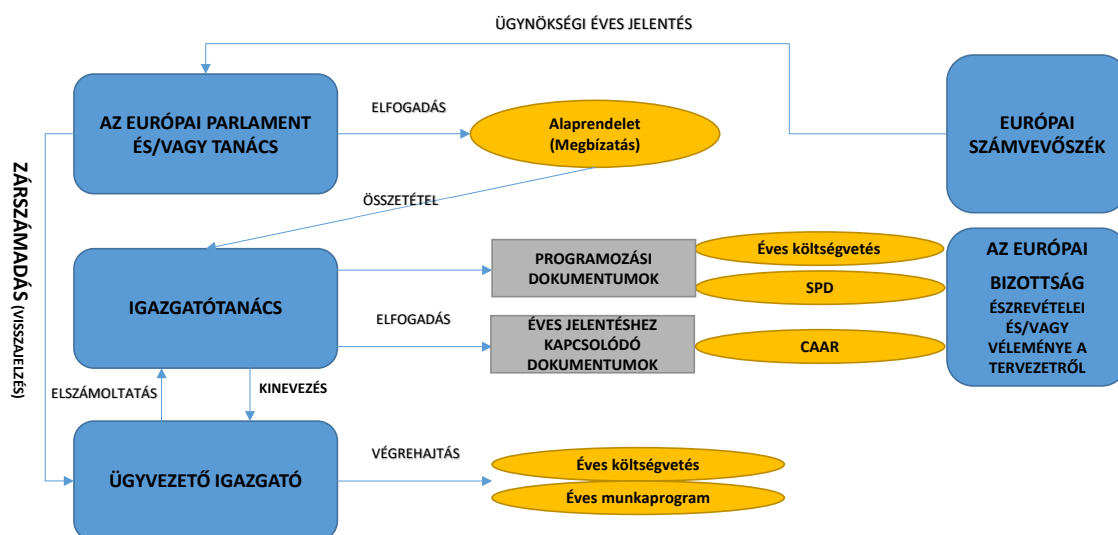 ÜGYNÖKSÉGI ÉVES JELENTÉS
AZ EURÓPAI PARLAMENT
ÉS/VAGY TANÁCS
ELFOGADÁS
Alaprendelet
(Megbízatás)
EURÓPAI
SZÁMVEVŐSZÉK
ZÁRSZÁMADÁS (VISSZAJELZÉS)
ÖSSZETÉTEL
IGAZGATÓTANÁCS
PROGRAMOZÁSI
DOKUMENTUMOK
Éves költségvetés
SPD
ELFOGADÁS
ÉVES JELENTÉSHEZ
KAPCSOLÓDÓ
DOKUMENTUMOK
CAAR
AZ EURÓPAI
BIZOTTSÁG
ÉSZREVÉTELEI
ÉS/VAGY
VÉLEMÉNYE A
TERVEZETRŐL
ELSZÁMOLTATÁS
KINEVEZÉS
ÜGYVEZETŐ IGAZGATÓ
VÉGREHAJTÁS
Éves költségvetés
Éves munkaprogram